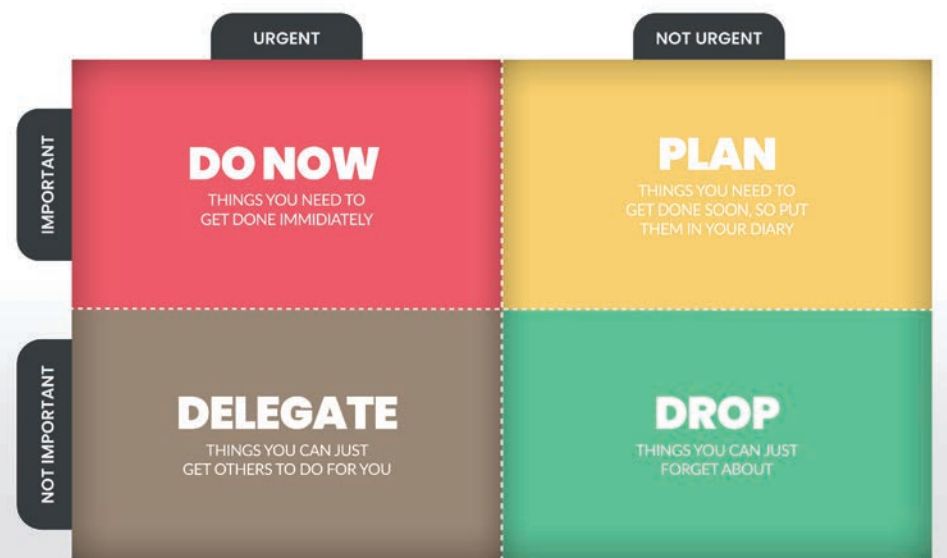 URGENT
NOT URGENT
IMPORTANT
DO NOW
THINGS YOU NEED TO
GET DONE IMMIDIATELY
PLAN
THINGS YOU NEED TO
GET DONE SOON, SO PUT
THEM IN YOUR DIARY
NOT IMPORTANT
DELEGATE
THINGS YOU CAN JUST
GET OTHERS TO DO FOR YOU
DROP
THINGS YOU CAN JUST
FORGET ABOUT